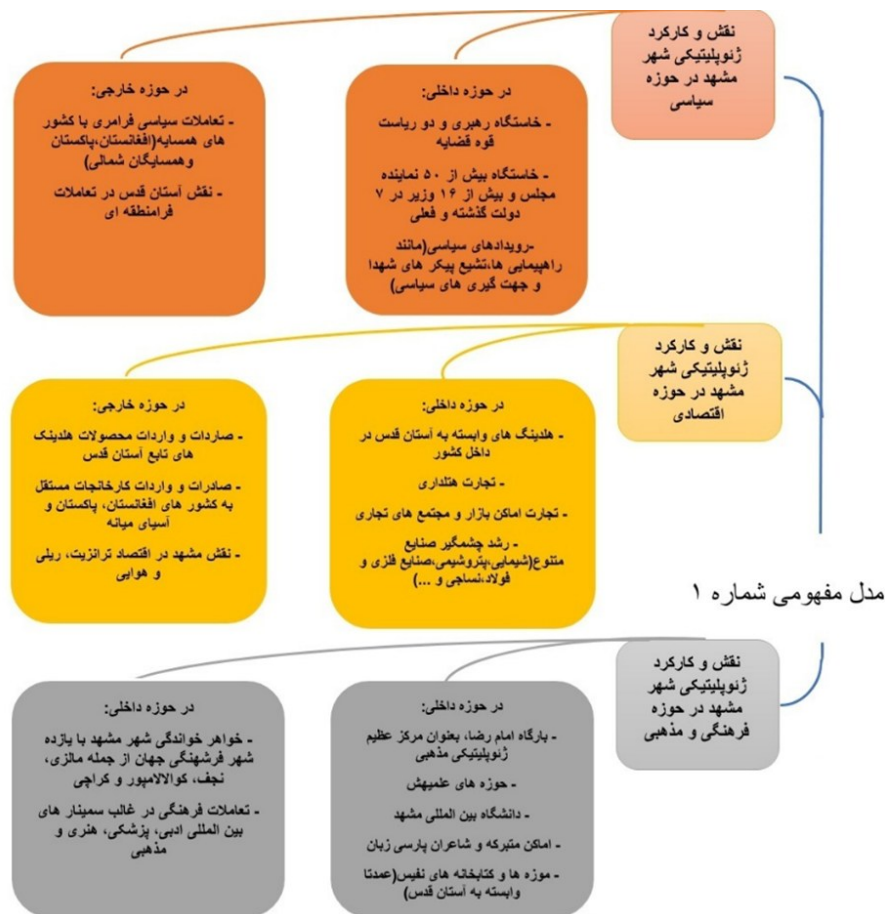 نقش و کارکرد
ژئوپلیتیکی شهر
مشهد در حوزه
سیاسی
در حوزه داخلی:
- خاستگاه رهبری و دو ریاست
قوه قضایه
- خاستگاه بیش از ۵۰ نماینده
مجلس و بیش از ۱۶ وزیر در ۷
دولت گذشته و فعلی
-رویدادهای سیاسی(مانند
راهپیمایی ها،تشیع پیکر های شهدا
و جهت گیری های سیاسی)
در حوزه خارجی:
- تعاملات سیاسی فرامری با کشور
های همسایه(افغانستان،پاکستان
وهمسایگان شمالی)
- نقش آستان قدس در تعاملات
فرامنطقه ای
نقش و کارکرد
ژئوپلیتیکی شهر
مشهد در حوزه
اقتصادی
در حوزه داخلی:
- هلدینگ های وابسته به آستان قدس در
داخل کشور
- تجارت هتلداری
- تجارت اماکن بازار و مجتمع های تجاری
- رشد چشمگیر صنایع
متنوع(شیمایی،پتروشیمی،صنایع فلزی و
فولاد،نساجی و ...)
در حوزه خارجی:
- صاردات و واردات محصولات هلدینک
های تابع آستان قدس
- صادرات و واردات کارخانجات مستقل
به کشور های افغانستان، پاکستان و
آسیای میانه
- نقش مشهد در اقتصاد ترانزیت، ریلی
و هوایی
مدل مفهومی شماره ۱
نقش و کارکرد
ژئوپلیتیکی شهر
مشهد در حوزه
فرهنگی و مذهبی
در حوزه داخلی:
- بارگاه امام رضا، بعنوان مرکز عظیم
ژئوپلیتیکی مذهبی
- حوزه های علمیهش
- دانشگاه بین المللی مشهد
- اماکن متبرکه و شاعران پارسی زبان
- موزه ها و کتابخانه های نفیس(عمدتا
وابسته به آستان قدس)
در حوزه داخلی:
- خواهر خواندگی شهر مشهد با یازده
شهر فرشهنگی جهان از جمله مالزی،
نجف، کوالالامپور و کراچی
- تعاملات فرهنگی در غالب سمینار های
بین المللی ادبی، پزشکی، هنری و
مذهبی